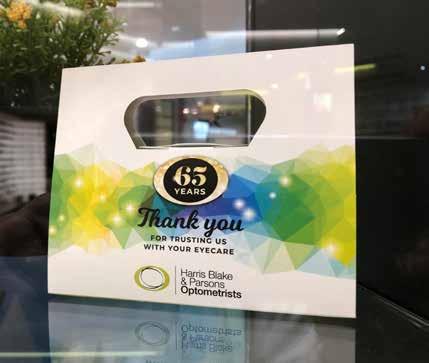 65
YEARS
Thank you
FOR TRUSTING US
WITH YOUR EYECARE
Harris Blake
& Parsons
Optometrists